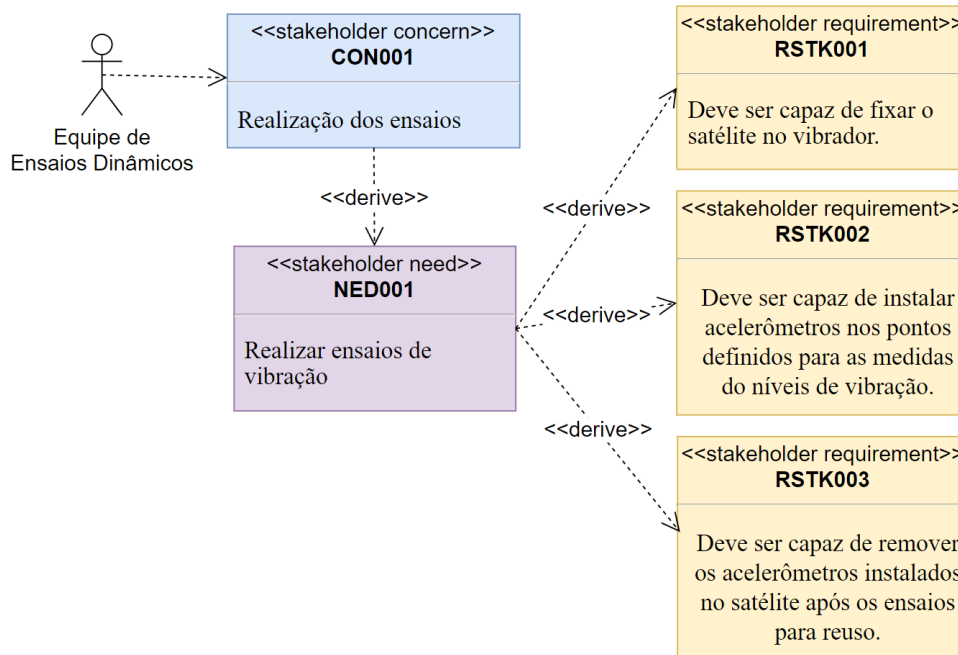 Equipe de
Ensaios Dinâmicos
<<stakeholder concern>>
CON001
Realização dos ensaios
<<derive>>
<<stakeholder need>>
NED001
Realizar ensaios de
vibração
<<derive>>
<<derive>>
<<derive>>
<<stakeholder requirement>>
RSTK001
Deve ser capaz de fixar o
satélite no vibrador.
<<stakeholder requirement>>
RSTK002
Deve ser capaz de instalar
acelerômetros nos pontos
definidos para as medidas
do níveis de vibração.
<<stakeholder requirement>>
RSTK003
Deve ser capaz de remover
os acelerômetros instalados
no satélite após os ensaios
para reuso.